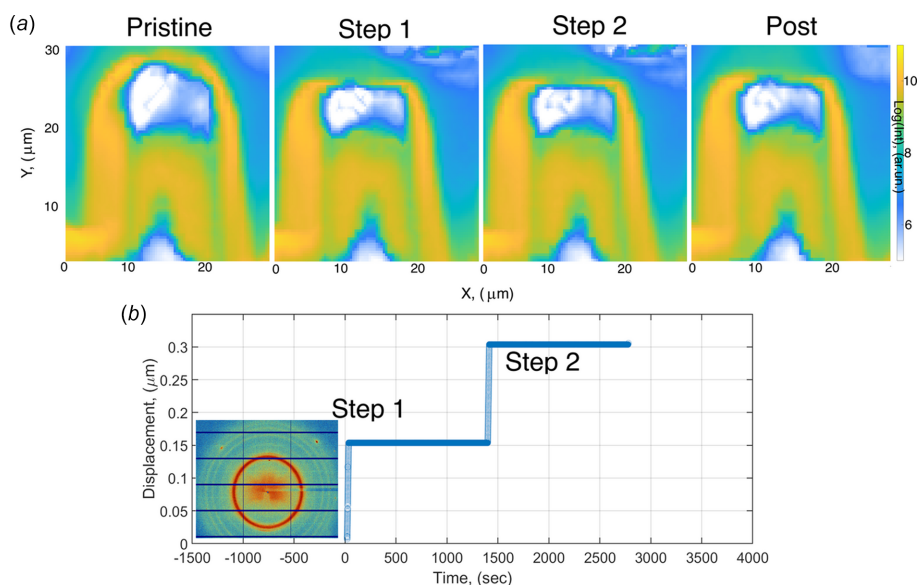 (a) Pristine Step 1 Step 2 Post
30
20
10
Y, (μm)
0 10 20 0 10 20 0 10 20 0 10 20
X, (μm)
10
8
6
Log(Int), (ar.un.)
(b)
Displacement, (μm)
0.3
0.25
0.2
0.15
0.1
0.05
0
Step 1
Step 2
-1500 -1000 -500 0 500 1000 1500 2000 2500 3000 3500 4000
Time, (sec)